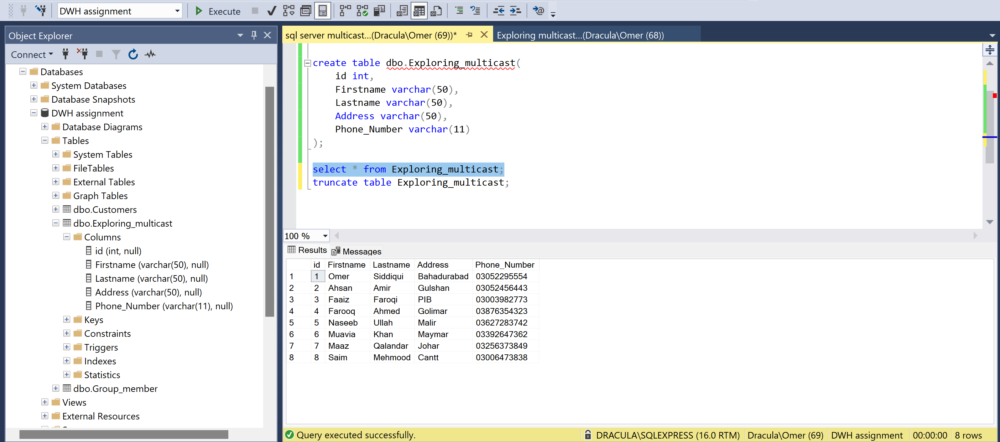 DWH assignment Execute
Object Explorer
Connect
Databases
System Databases
Database Snapshots
DWH assignment
Database Diagrams
Tables
System Tables
FileTables
External Tables
Graph Tables
dbo.Customers
dbo.Exploring_multicast
Columns
id (int, null)
Firstname (varchar(50), null)
Lastname (varchar(50), null)
Address (varchar(50), null)
Phone_Number (varchar(11), null)
Keys
Constraints
Triggers
Indexes
Statistics
dbo.Group_member
Views
External Resources
sql server multicast...(Dracula\Omer (69))* Exploring multicast...(Dracula\Omer (68))
create table dbo.Exploring_multicast(
id int,
Firstname varchar(50),
Lastname varchar(50),
Address varchar(50),
Phone_Number varchar(11)
);
select * from Exploring_multicast;
truncate table Exploring_multicast;
100 %
Results Messages
id Firstname Lastname Address Phone_Number
1 1 Omer Siddiqui Bahadurabad 03052295554
2 2 Ahsan Amir Gulshan 03052456443
3 3 Faaiz Faroqi PIB 03003982773
4 4 Farooq Ahmed Golimar 03876354323
5 5 Naseeb Ullah Malir 03627283742
6 6 Muavia Khan Maymar 03392647362
7 7 Maaz Qalandar Johar 03256373849
8 8 Saim Mehmood Cantt 03006473838
Query executed successfully. DRACULA\SQLEXPRESS (16.0 RTM) Dracula\Omer (69) DWH assignment 00:00:00 8 rows